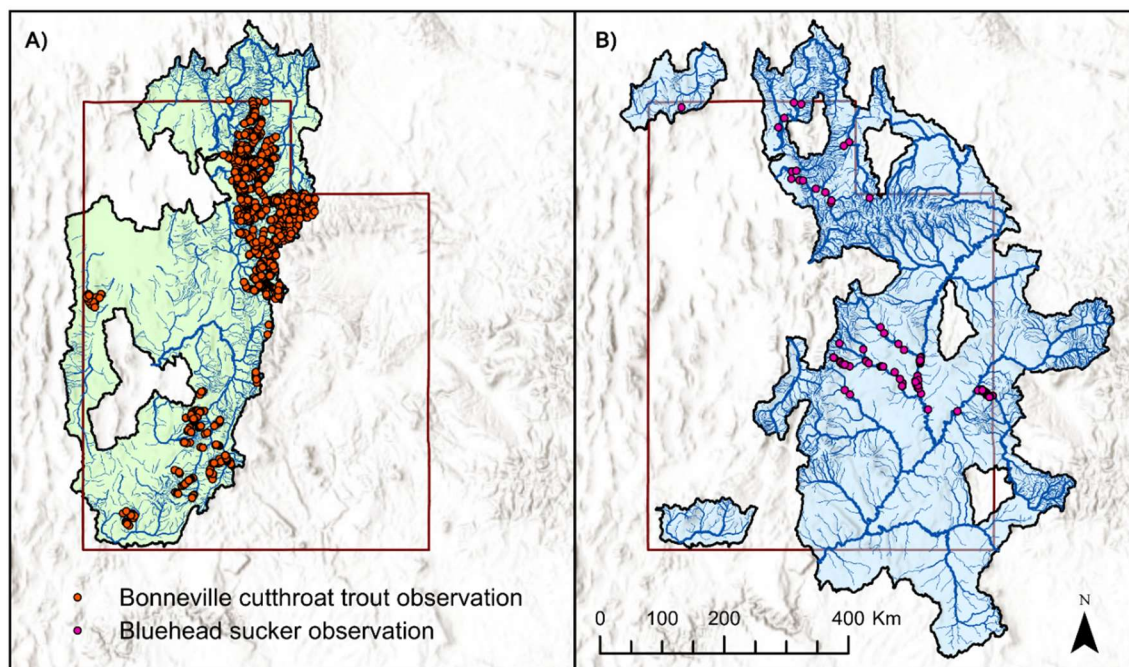 A)
B)
Bonneville cutthroat trout observation
Bluehead sucker observation
0 100 200 400 Km
N